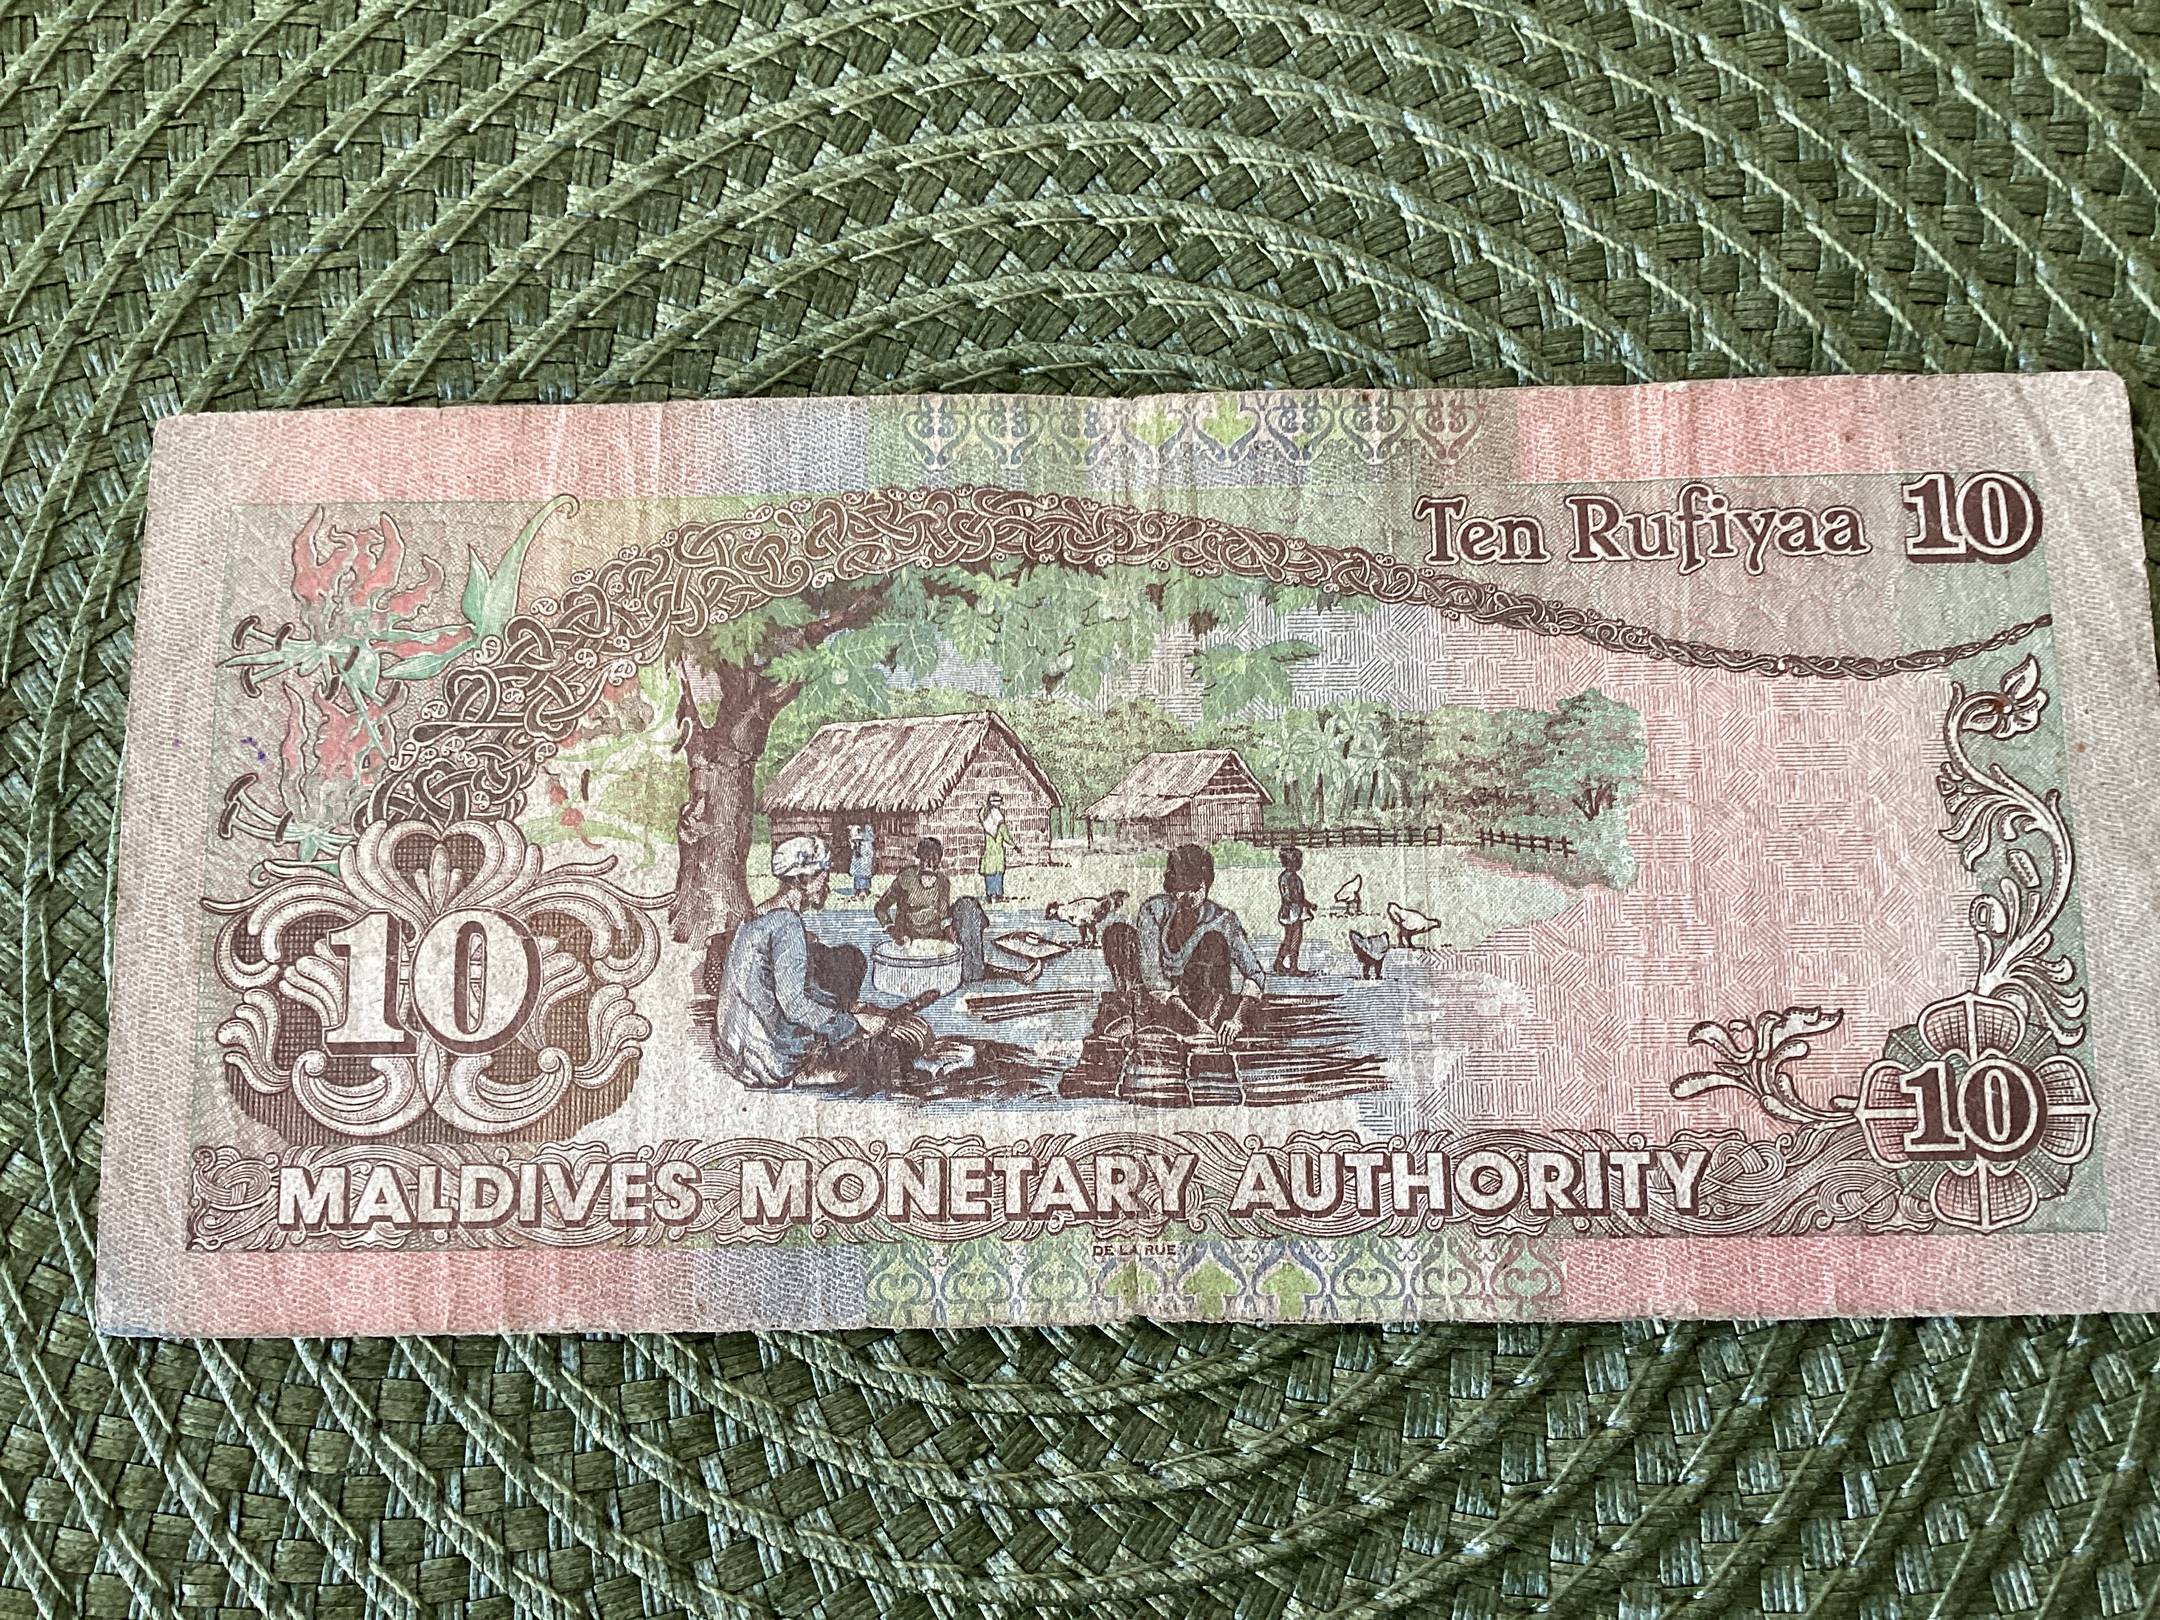 Ten Rufiyaa 10
10
10
MALDIVES MONETARY AUTHORITY
DE LA RUE